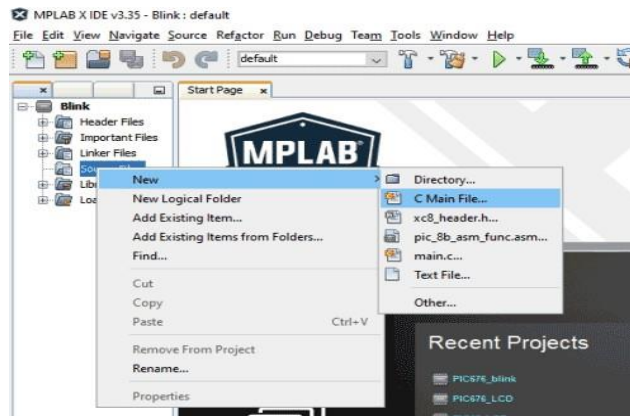 MPLAB X IDE v3.35 - Blink : default
File Edit View Navigate Source Refactor Run Debug Team Tools Window Help
default
Start Page
Blink
Header Files
Important Files
Linker Files
MPLAB
New
New Logical Folder
Add Existing Item...
Add Existing Items from Folders...
Find...
Cut
Copy
Paste Ctrl+V
Remove From Project
Rename...
Properties
Directory...
C Main File...
xc8_header.h...
pic_8b_asm_func.asm...
main.c...
Text File...
Other...
Recent Projects
PIC676_blink
PIC676_LCD